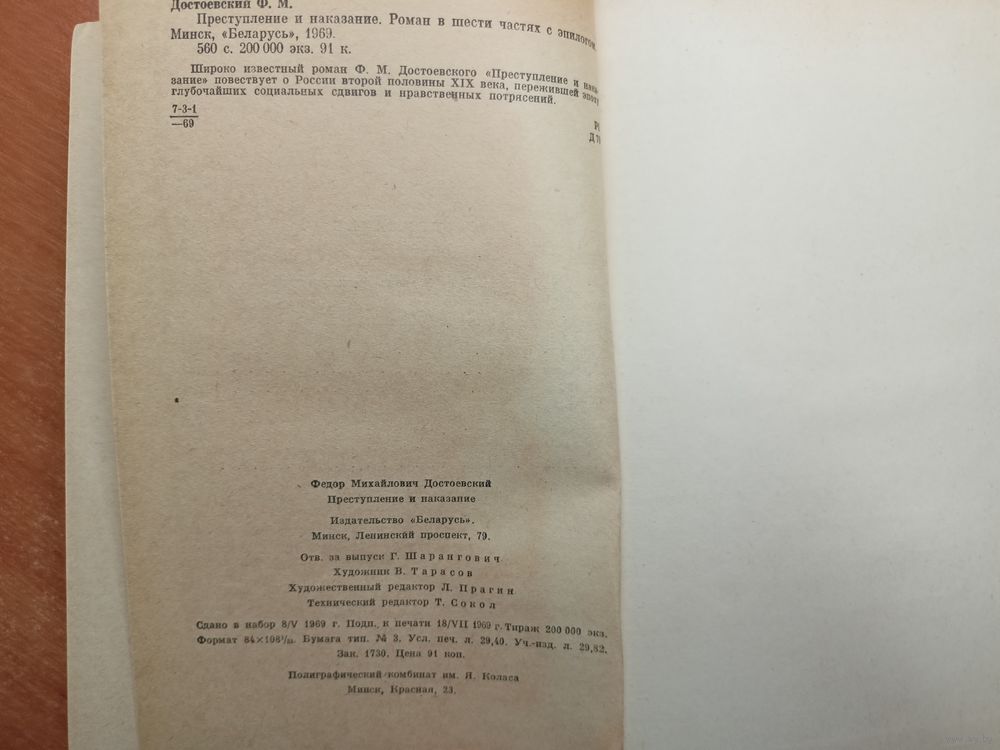 Достоевский Ф. М.
Преступление и наказание. Роман в шести частях с эпилогом.
Минск, «Беларусь», 1969.
560 с. 200 000 экз. 91 к.
Широко известный роман Ф. М. Достоевского «Преступление и нака-
зание» повествует о России второй половины XIX века, пережившей эпоху
глубочайших социальных сдвигов и нравственных потрясений.
7-3-1
—69
Р1
Д 70
Федор Михайлович Достоевский
Преступление и наказание
Издательство «Беларусь».
Минск, Ленинский проспект, 79.
Отв. за выпуск Г. Шарангович
Художник В. Тарасов
Художественный редактор Л. Прагин
Технический редактор Т. Сокол
Сдано в набор 8/V 1969 г. Подп. к печати 18/VII 1969 г. Тираж 200 000 экз.
Формат 84×108¹/₃₂. Бумага тип. № 3. Усл. печ. л. 29,40. Уч.-изд. л. 29,82.
Зак. 1730. Цена 91 коп.
Полиграфический комбинат им. Я. Коласа
Минск, Красная, 23.